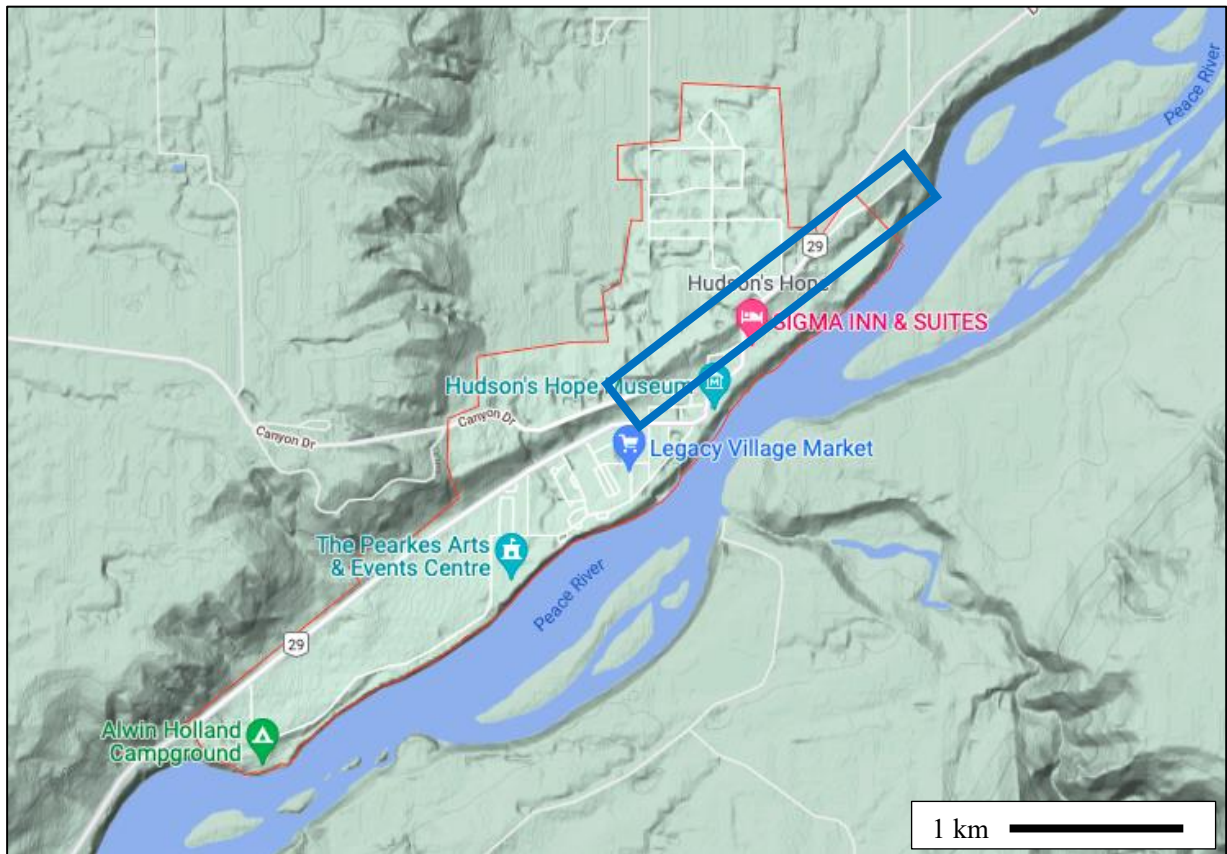 Peace River
29
Hudson's Hope
SIGMA INN & SUITES
Hudson's Hope Museum
Canyon Dr
Canyon Dr
Legacy Village Market
The Pearkes Arts
& Events Centre
Peace River
29
Alwin Holland
Campground
1 km